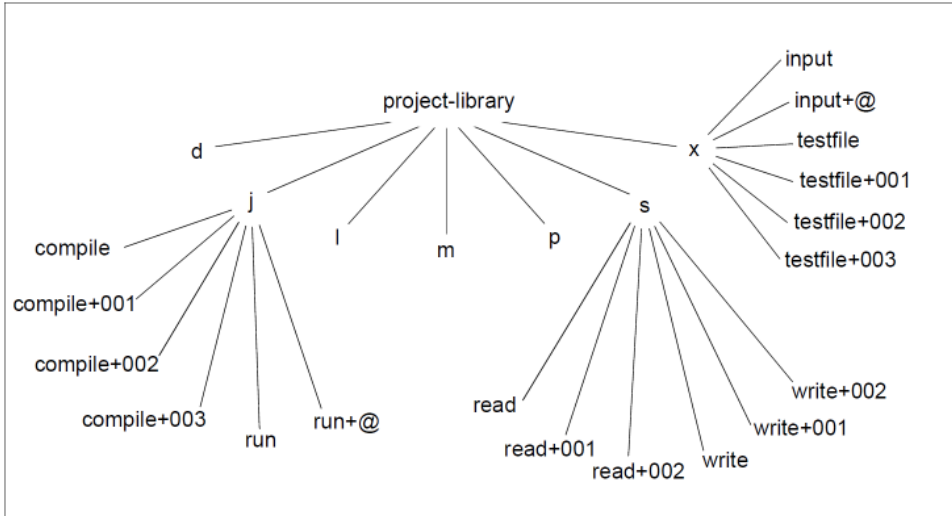 project-library
d
j
l
m
p
s
x
compile
compile+001
compile+002
compile+003
run
run+@
read
read+001
read+002
write
write+001
write+002
input
input+@
testfile
testfile+001
testfile+002
testfile+003